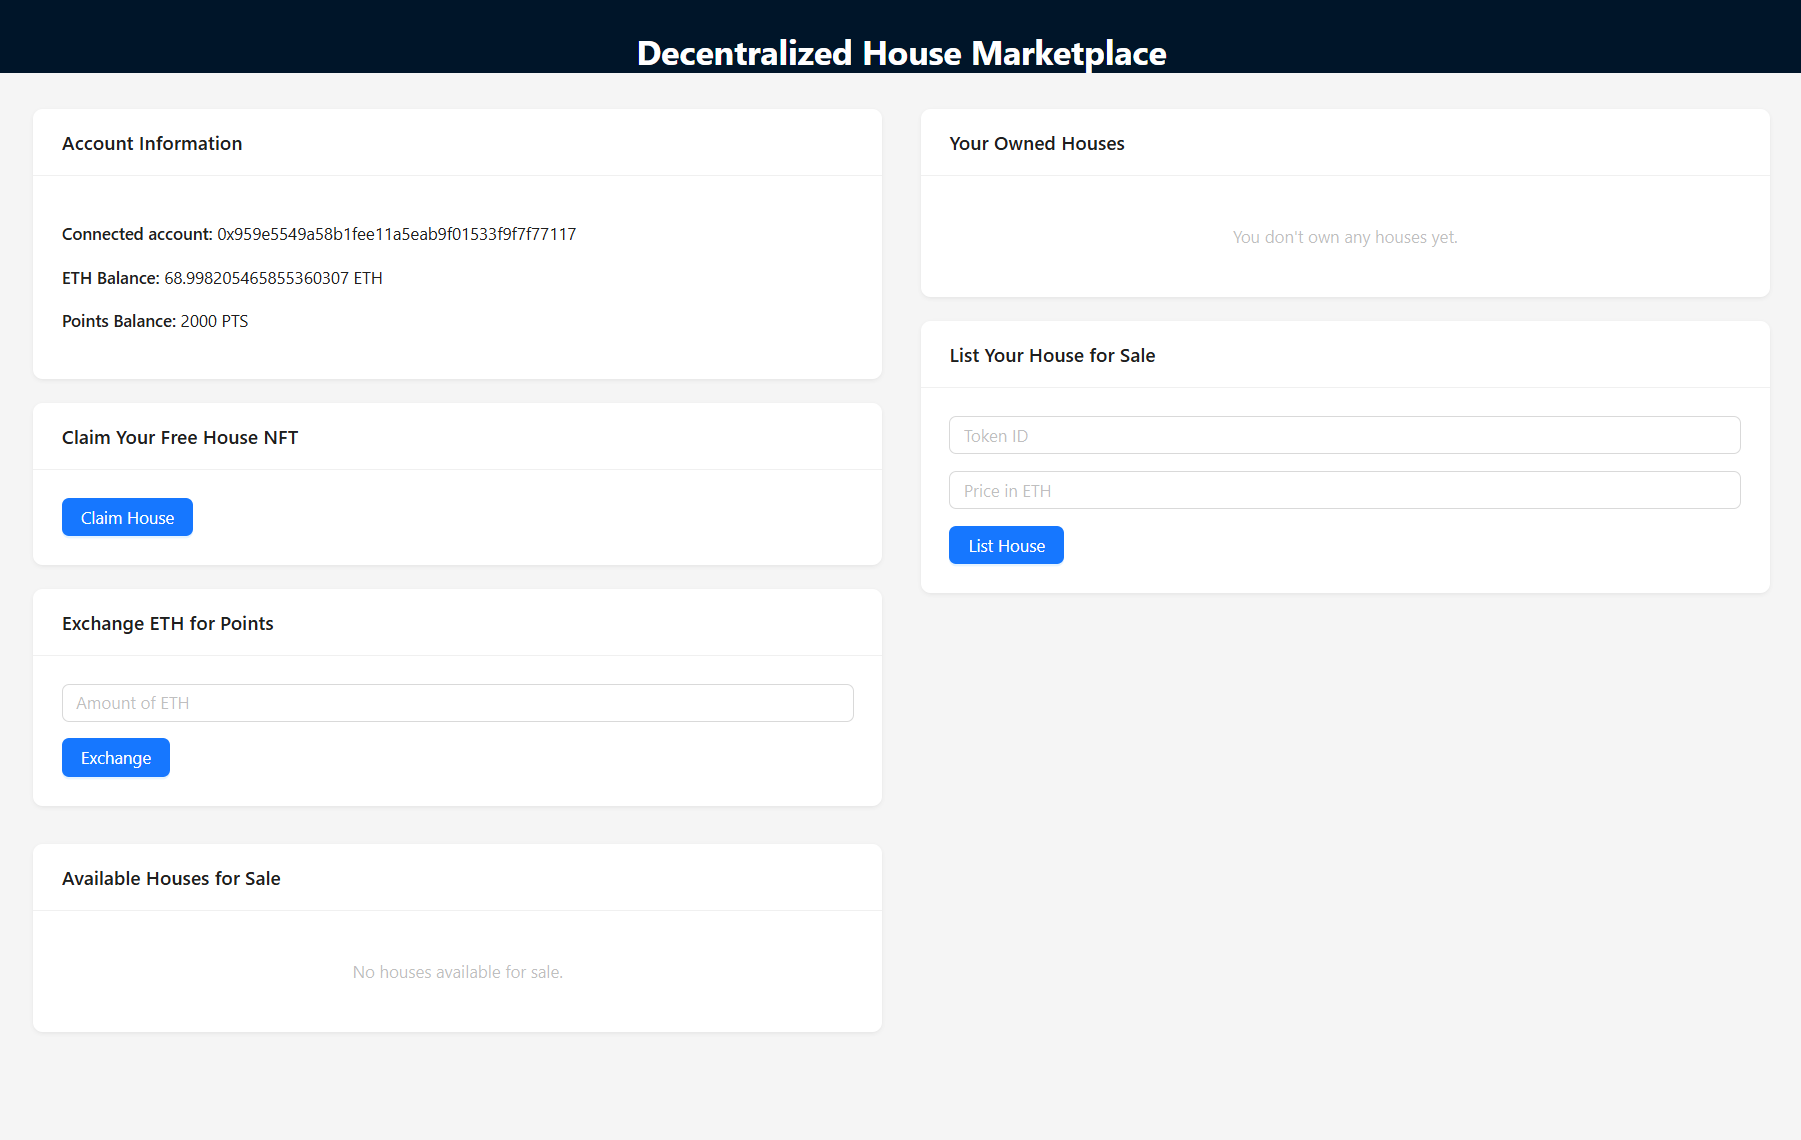 Decentralized House Marketplace
Account Information
Connected account: 0x959e5549a58b1fee11a5eab9f01533f9f7f77117
ETH Balance: 68.998205465855360307 ETH
Points Balance: 2000 PTS
Claim Your Free House NFT
Claim House
Exchange ETH for Points
Amount of ETH
Exchange
Available Houses for Sale
No houses available for sale.
Your Owned Houses
You don't own any houses yet.
List Your House for Sale
Token ID
Price in ETH
List House